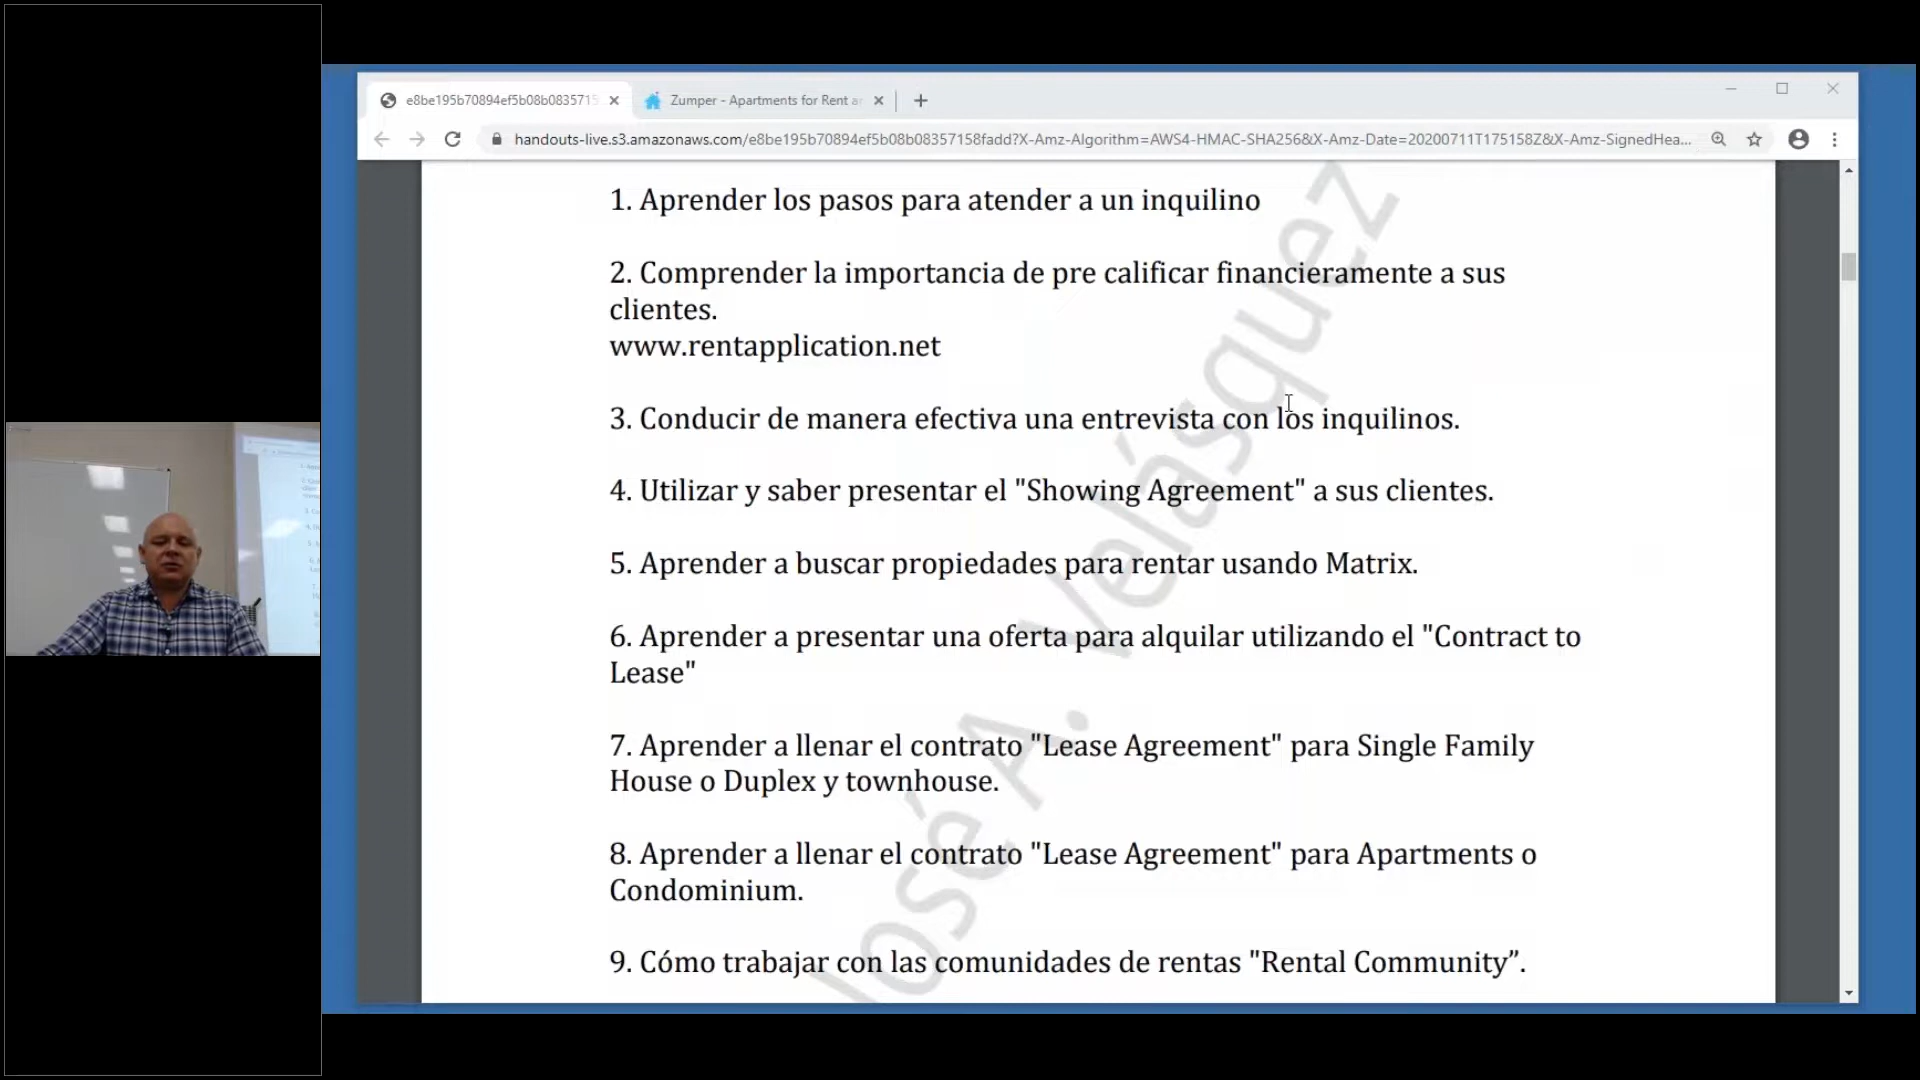 e8be195b70894ef5b08b0835715
Zumper - Apartments for Rent ar
handouts-live.s3.amazonaws.com/e8be195b70894ef5b08b08357158fadd?X-Amz-Algorithm=AWS4-HMAC-SHA256&X-Amz-Date=20200711T175158Z&X-Amz-SignedHea...
1. Aprender los pasos para atender a un inquilino
2. Comprender la importancia de pre calificar financieramente a sus
clientes.
www.rentapplication.net
3. Conducir de manera efectiva una entrevista con los inquilinos.
4. Utilizar y saber presentar el "Showing Agreement" a sus clientes.
5. Aprender a buscar propiedades para rentar usando Matrix.
6. Aprender a presentar una oferta para alquilar utilizando el "Contract to
Lease"
7. Aprender a llenar el contrato "Lease Agreement" para Single Family
House o Duplex y townhouse.
8. Aprender a llenar el contrato "Lease Agreement" para Apartments o
Condominium.
9. Cómo trabajar con las comunidades de rentas "Rental Community”.
José A. Velásquez